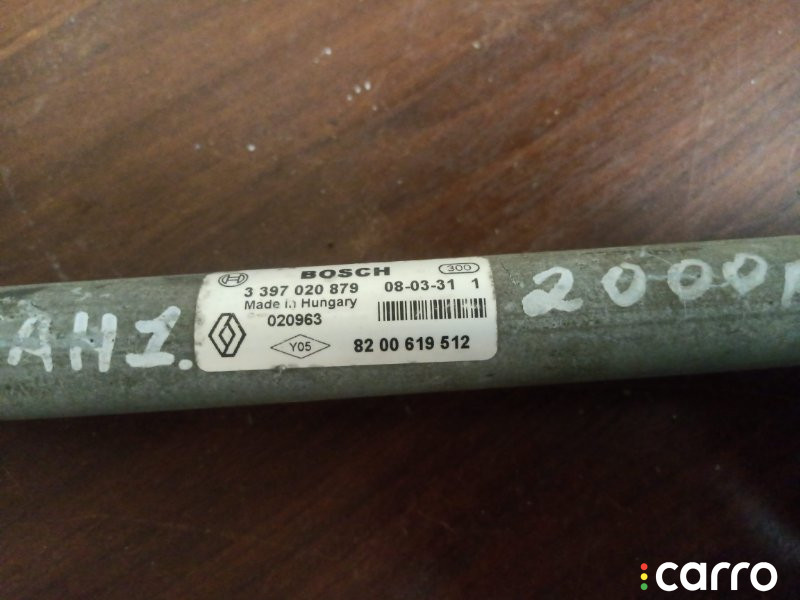 BOSCH 300
3 397 020 879 08-03-31 1
Made in Hungary
020963
Y05 82 00 619 512
АН1.
2000
carro